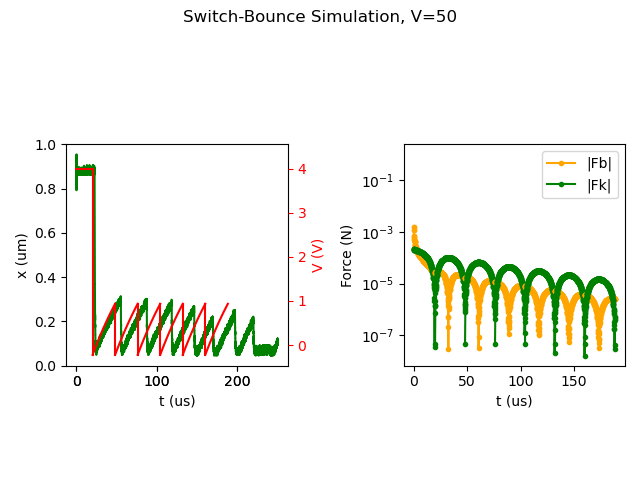 Switch-Bounce Simulation, V=50
1.0
0.8
0.6
0.4
0.2
0.0
x (um)
0
100
200
t (us)
4
3
2
1
0
V (V)
|Fb|
|Fk|
10⁻¹
10⁻³
10⁻⁵
10⁻⁷
Force (N)
0
50
100
150
t (us)